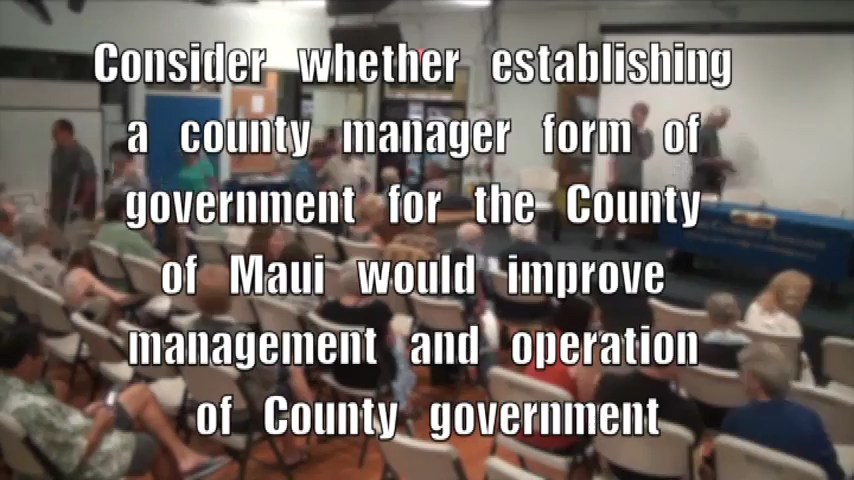 Consider whether establishing
a county manager form of
government for the County
of Maui would improve
management and operation
of County government